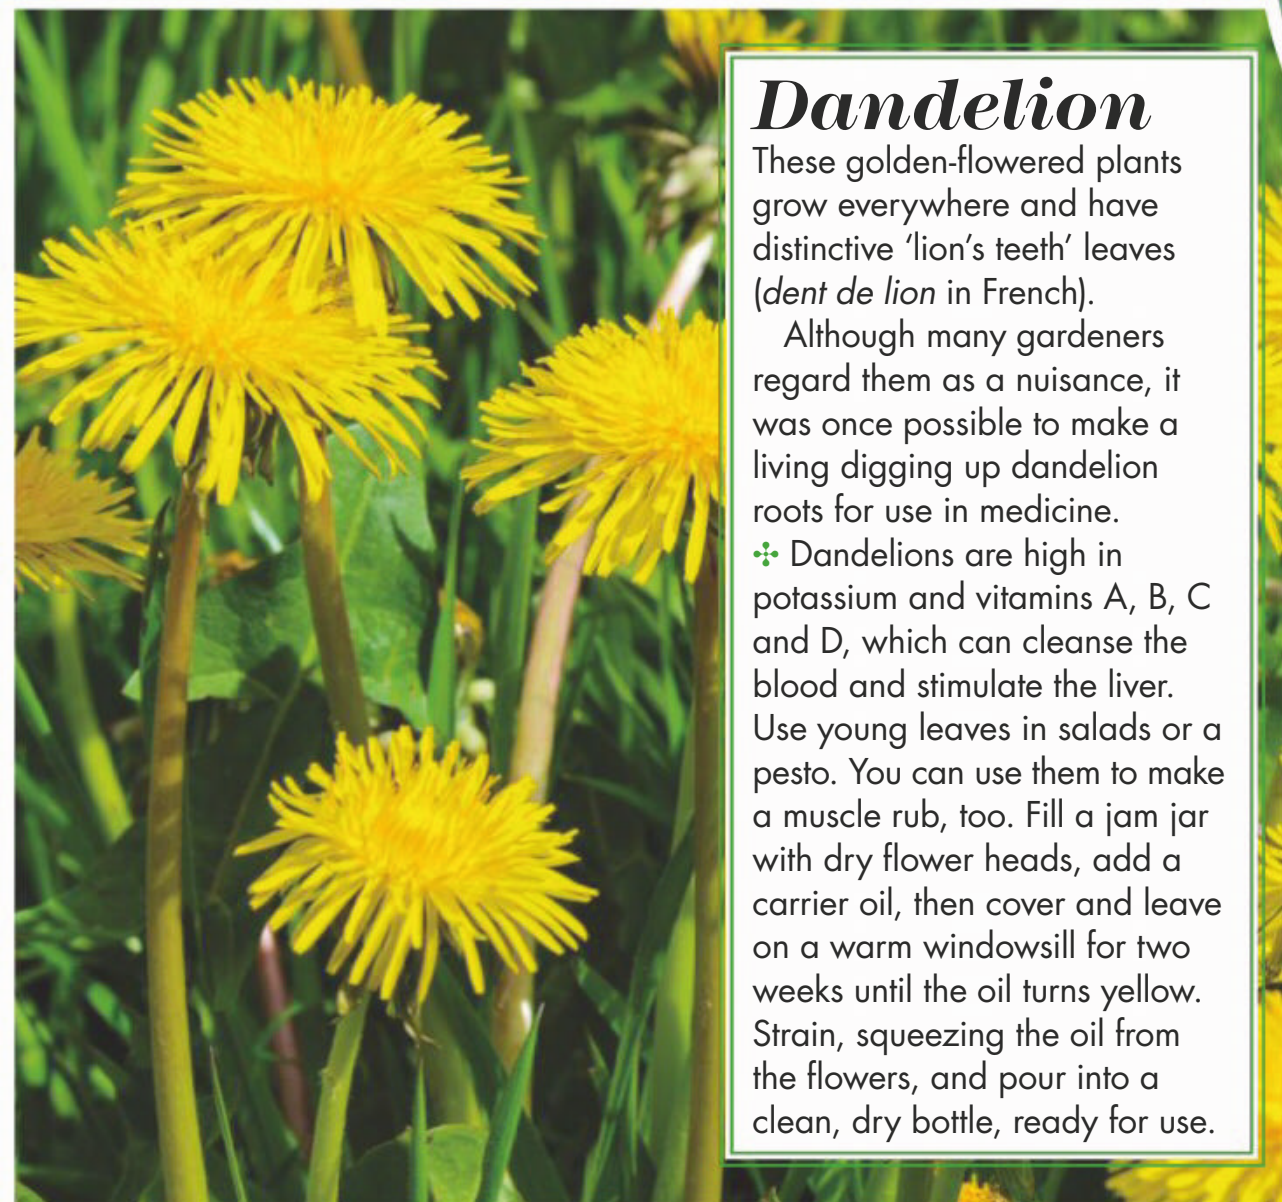 Dandelion
These golden-flowered plants
grow everywhere and have
distinctive ‘lion’s teeth’ leaves
(dent de lion in French).
Although many gardeners
regard them as a nuisance, it
was once possible to make a
living digging up dandelion
roots for use in medicine.
✣ Dandelions are high in
potassium and vitamins A, B, C
and D, which can cleanse the
blood and stimulate the liver.
Use young leaves in salads or a
pesto. You can use them to make
a muscle rub, too. Fill a jam jar
with dry flower heads, add a
carrier oil, then cover and leave
on a warm windowsill for two
weeks until the oil turns yellow.
Strain, squeezing the oil from
the flowers, and pour into a
clean, dry bottle, ready for use.